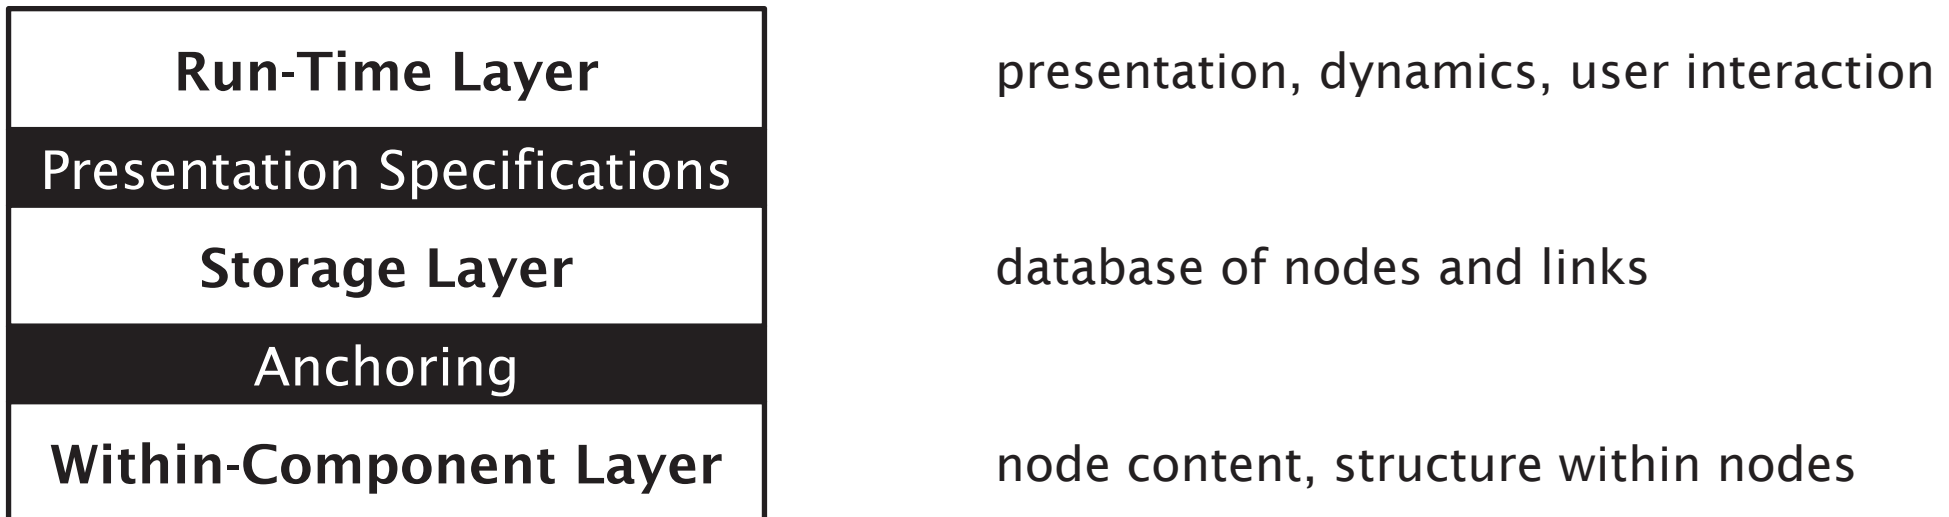 Run-Time Layer presentation, dynamics, user interaction
Presentation Specifications
Storage Layer database of nodes and links
Anchoring
Within-Component Layer node content, structure within nodes